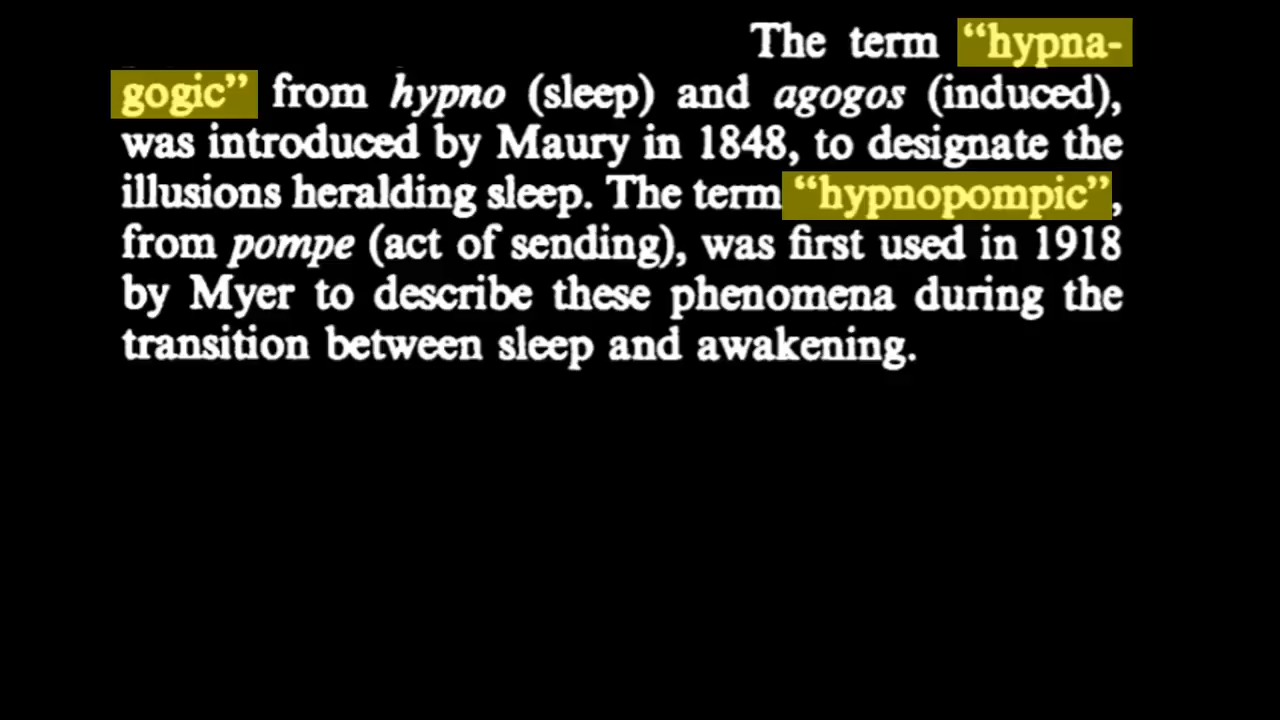 The term “hypna-
gogic” from hypno (sleep) and agogos (induced),
was introduced by Maury in 1848, to designate the
illusions heralding sleep. The term “hypnopompic”,
from pompe (act of sending), was first used in 1918
by Myer to describe these phenomena during the
transition between sleep and awakening.